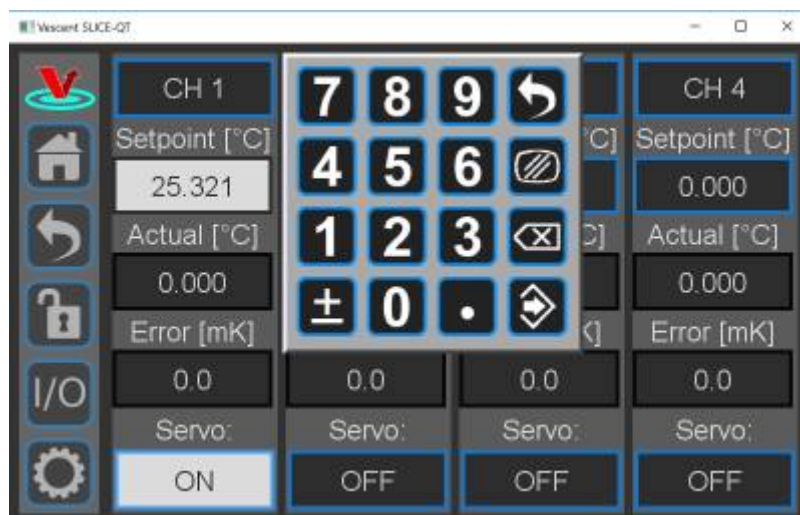 Vescent SLICE-QT
CH 1
CH 4
7 8 9
Setpoint [°C]
°C]
Setpoint [°C]
4 5 6
25.321
0.000
Actual [°C]
C]
Actual [°C]
1 2 3
0.000
0.000
± 0 .
Error [mK]
K]
Error [mK]
I/O
0.0
0.0
0.0
0.0
Servo:
Servo:
Servo:
Servo:
ON
OFF
OFF
OFF